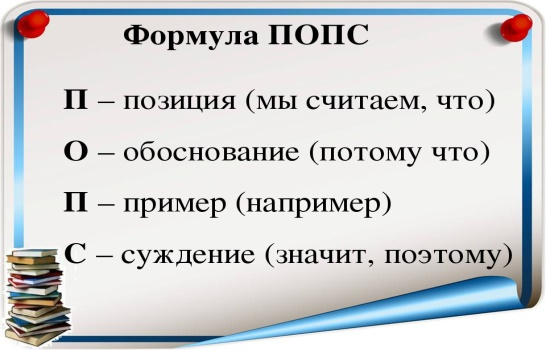 Формула ПОПС
П – позиция (мы считаем, что)
О – обоснование (потому что)
П – пример (например)
С – суждение (значит, поэтому)